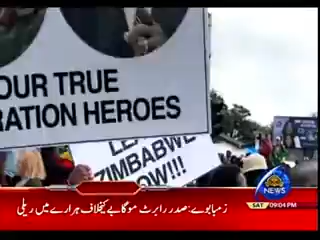 OUR TRUE
RATION HEROES
LEA
ZIMBABWE
OW!!!
NEWS
SAT 09:04 PM
زمبابوے:صدر رابرٹ موگابے کیخلاف ہرارے میں ریلی